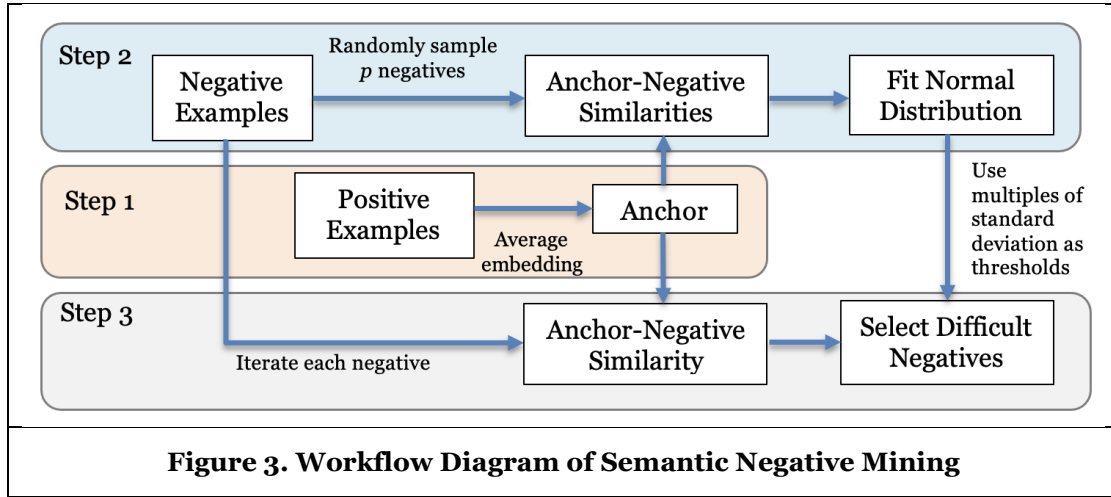 Step 2
Randomly sample
p negatives
Negative
Examples
Anchor-Negative
Similarities
Fit Normal
Distribution
Step 1
Positive
Examples
Average
embedding
Anchor
Use
multiples of
standard
deviation as
thresholds
Step 3
Iterate each negative
Anchor-Negative
Similarity
Select Difficult
Negatives
Figure 3. Workflow Diagram of Semantic Negative Mining